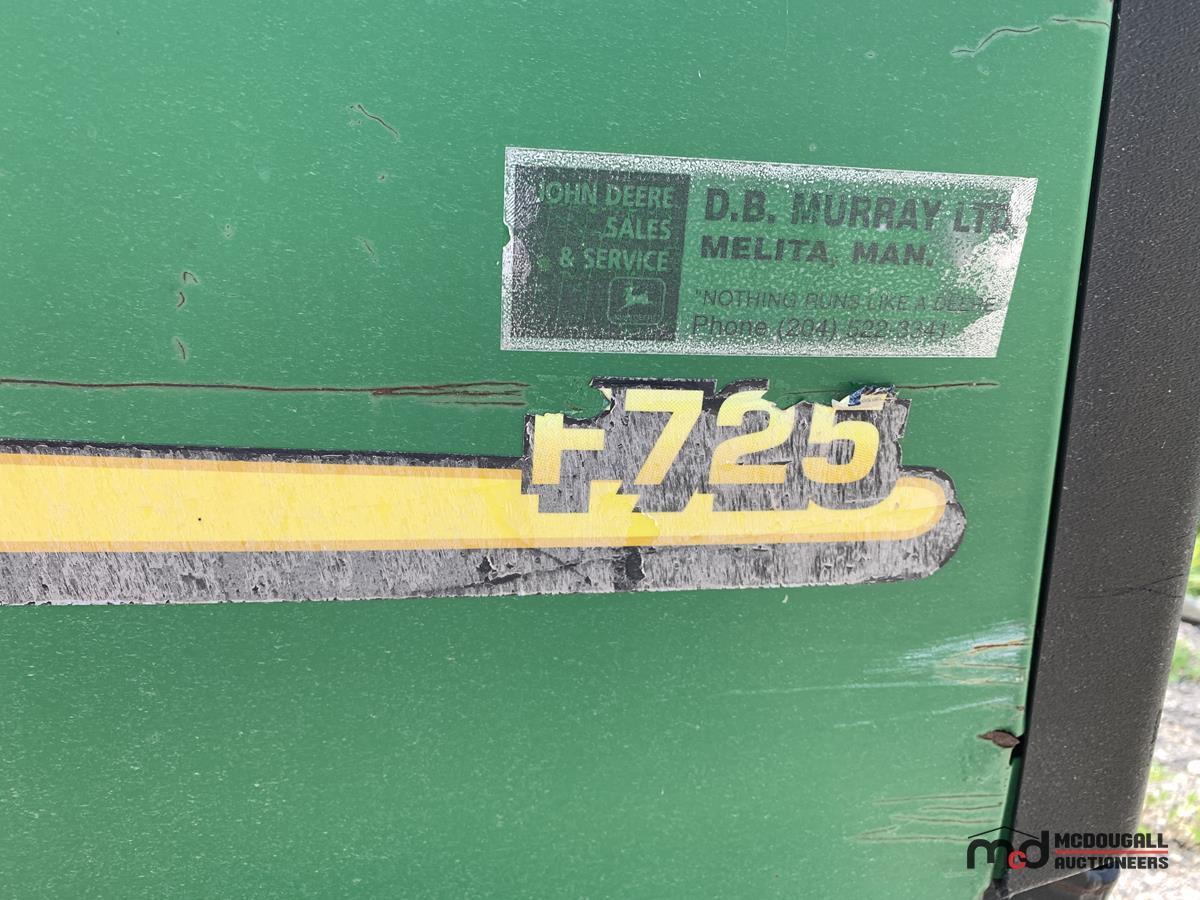 JOHN DEERE
SALES
& SERVICE
D.B. MURRAY LTD.
MELITA, MAN.
"NOTHING RUNS LIKE A DEERE"
Phone (204) 522-3341
F725
mcd MCDOUGALL
AUCTIONEERS